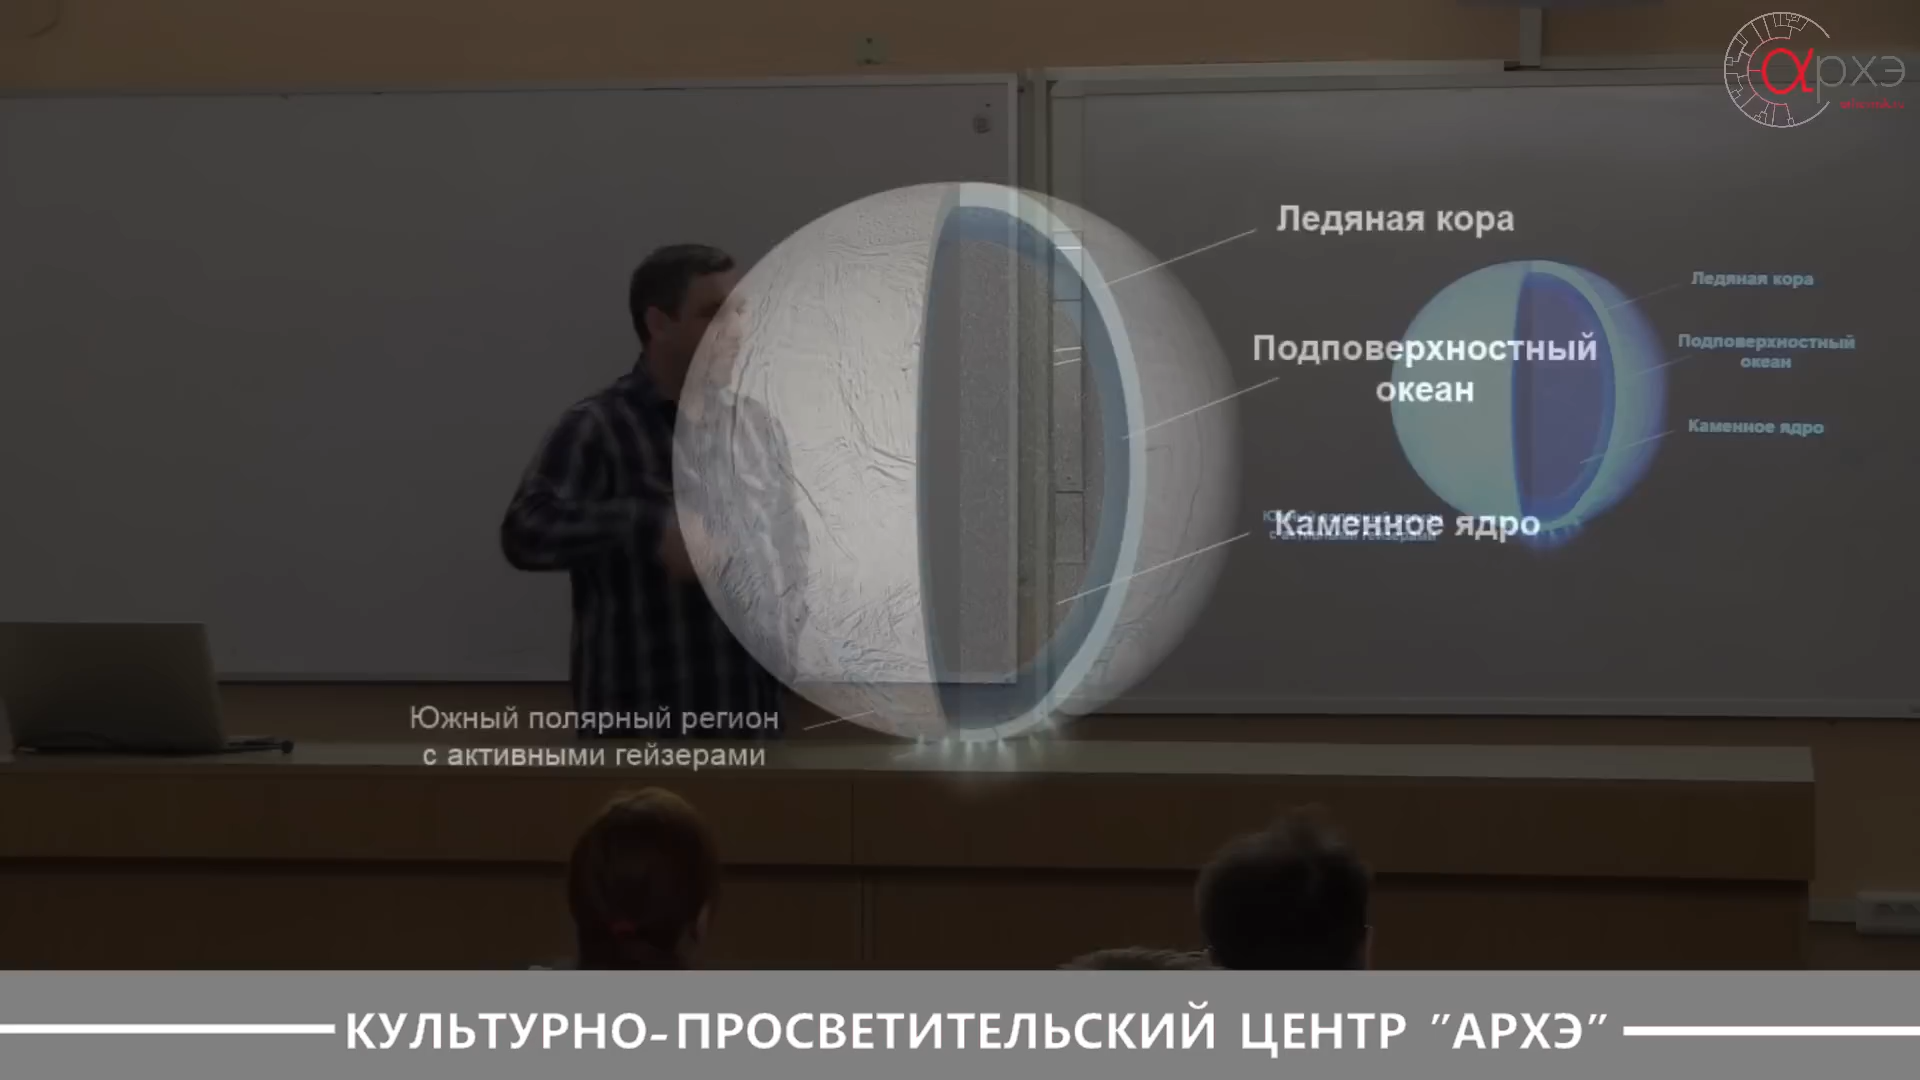 αрхэ
Ледяная кора
Ледяная кора
Подповерхностный
океан
Подповерхностный
океан
Каменное ядро
Каменное ядро
Южный полярный регион
с активными гейзерами
КУЛЬТУРНО-ПРОСВЕТИТЕЛЬСКИЙ ЦЕНТР "АРХЭ"